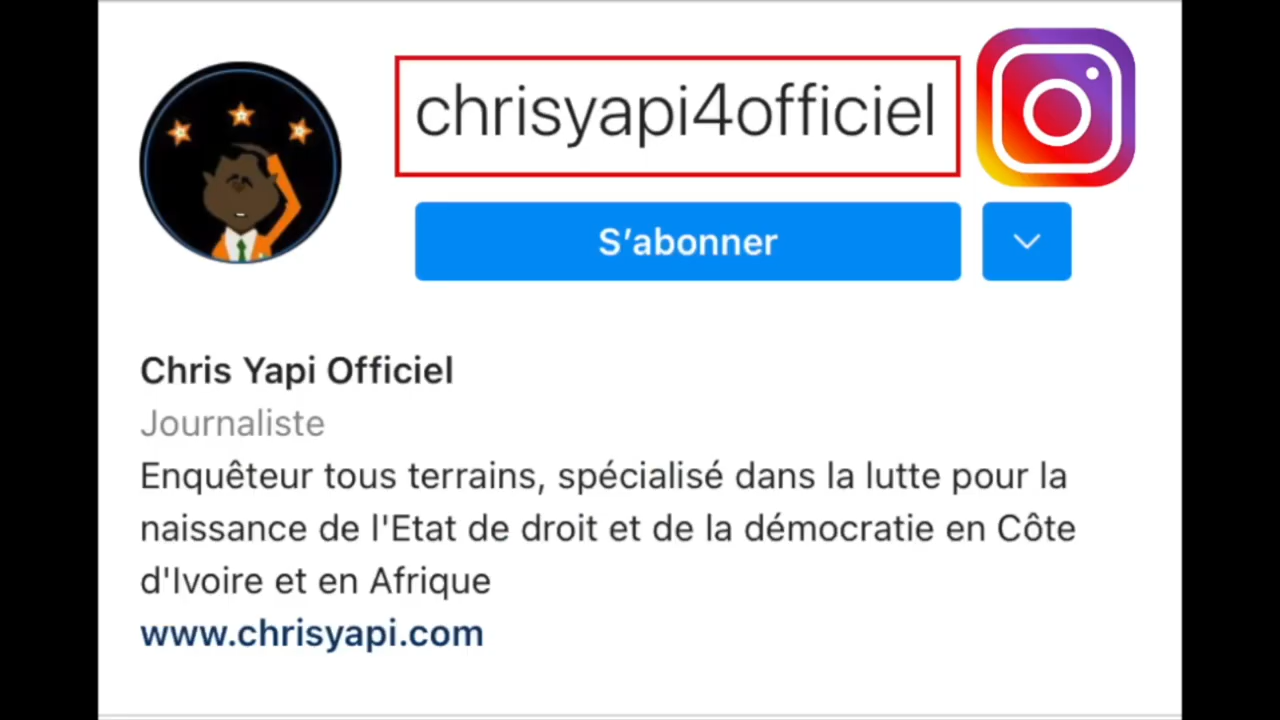 chrisyapi4officiel
S’abonner
Chris Yapi Officiel
Journaliste
Enquêteur tous terrains, spécialisé dans la lutte pour la
naissance de l'Etat de droit et de la démocratie en Côte
d'Ivoire et en Afrique
www.chrisyapi.com